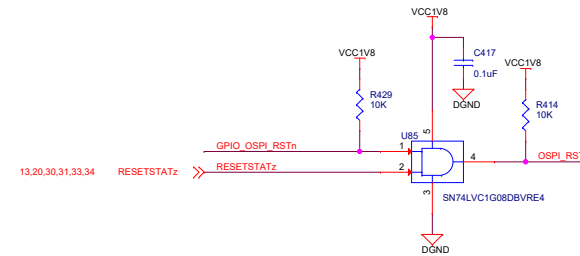 VCC1V8
VCC1V8
C417
0.1uF
VCC1V8
DGND
R429
10K
R414
10K
U85
5
GPIO_OSPI_RSTn
1
4
OSPI_RST
13,20,30,31,33,34
RESETSTATz
RESETSTATz
2
3
SN74LVC1G08DBVRE4
DGND